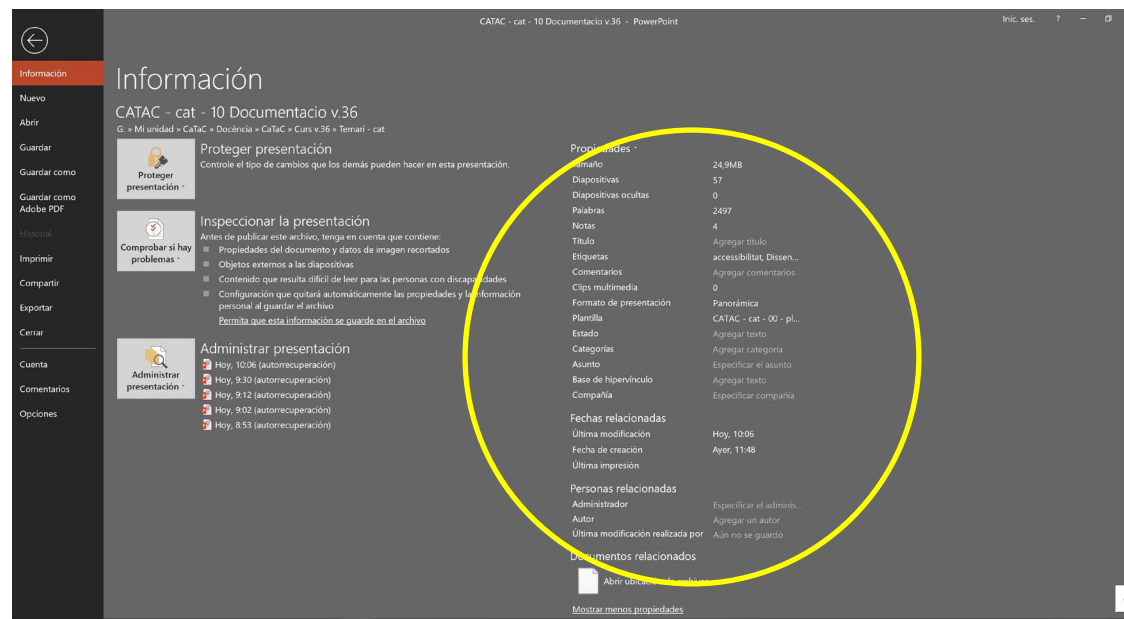 CATAC - cat - 10 Documentacio v.36 - PowerPoint
Inic. ses.
?
Información
Nuevo
Abrir
Guardar
Guardar como
Guardar como
Adobe PDF
Historial
Imprimir
Compartir
Exportar
Cerrar
Cuenta
Comentarios
Opciones
Información
CATAC - cat - 10 Documentacio v.36
G: » Mi unidad » CaTaC » Docència » CaTaC » Curs v.36 » Temari - cat
Proteger
presentación
Proteger presentación
Controle el tipo de cambios que los demás pueden hacer en esta presentación.
Comprobar si hay
problemas
Inspeccionar la presentación
Antes de publicar este archivo, tenga en cuenta que contiene:
Propiedades del documento y datos de imagen recortados
Objetos externos a las diapositivas
Contenido que resulta difícil de leer para las personas con discapacidades
Configuración que quitará automáticamente las propiedades y la información
personal al guardar el archivo
Permita que esta información se guarde en el archivo
Administrar
presentación
Administrar presentación
Hoy, 10:06 (autorrecuperación)
Hoy, 9:30 (autorrecuperación)
Hoy, 9:12 (autorrecuperación)
Hoy, 9:02 (autorrecuperación)
Hoy, 8:53 (autorrecuperación)
Propiedades
Tamaño 24,9MB
Diapositivas 57
Diapositivas ocultas 0
Palabras 2497
Notas 4
Título Agregar título
Etiquetas accessibilitat, Dissen...
Comentarios Agregar comentarios
Clips multimedia 0
Formato de presentación Panorámica
Plantilla CATAC - cat - 00 - pl...
Estado Agregar texto
Categorías Agregar categoría
Asunto Especificar el asunto
Base de hipervínculo Agregar texto
Compañía Especificar compañía
Fechas relacionadas
Última modificación Hoy, 10:06
Fecha de creación Ayer, 11:48
Última impresión
Personas relacionadas
Administrador Especificar el adminis...
Autor Agregar un autor
Última modificación realizada por Aún no se guardó
Documentos relacionados
Abrir ubicación de archivos
Mostrar menos propiedades